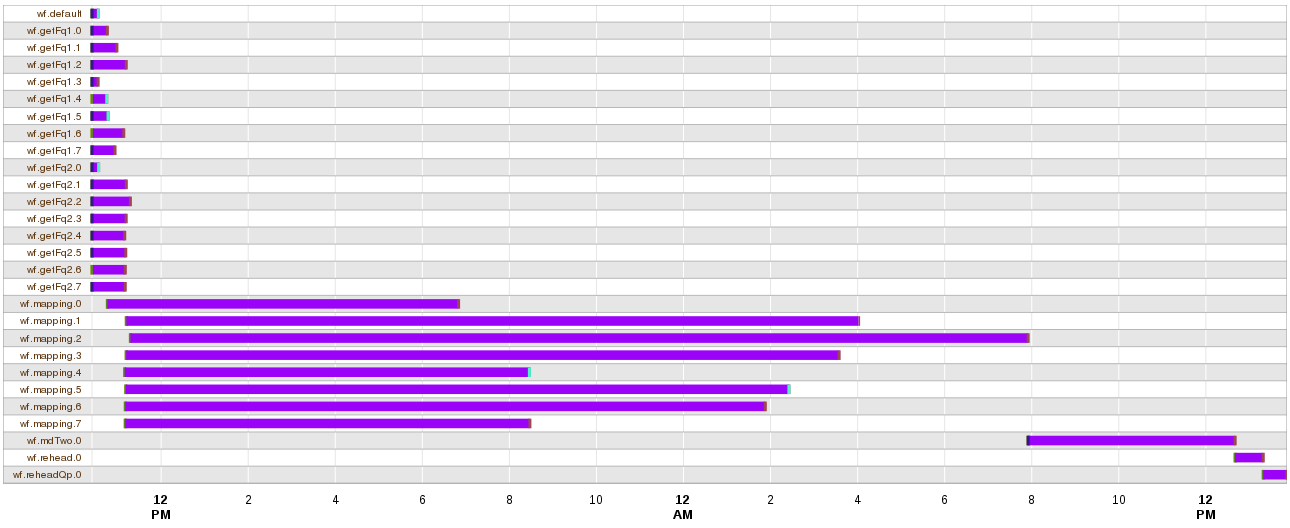 wf.default
wf.getFq1.0
wf.getFq1.1
wf.getFq1.2
wf.getFq1.3
wf.getFq1.4
wf.getFq1.5
wf.getFq1.6
wf.getFq1.7
wf.getFq2.0
wf.getFq2.1
wf.getFq2.2
wf.getFq2.3
wf.getFq2.4
wf.getFq2.5
wf.getFq2.6
wf.getFq2.7
wf.mapping.0
wf.mapping.1
wf.mapping.2
wf.mapping.3
wf.mapping.4
wf.mapping.5
wf.mapping.6
wf.mapping.7
wf.mdTwo.0
wf.rehead.0
wf.reheadQp.0
12 2 4 6 8 10 12 2 4 6 8 10 12
PM AM PM